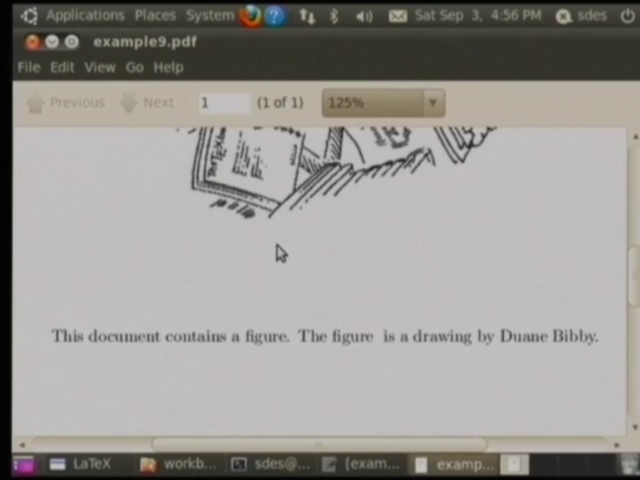 Applications Places System Sat Sep 3, 4:56 PM sdes
example9.pdf
File Edit View Go Help
Previous Next 1 (1 of 1) 125%
This document contains a figure. The figure is a drawing by Duane Bibby.
LaTeX workb... sdes@... [exam... examp...